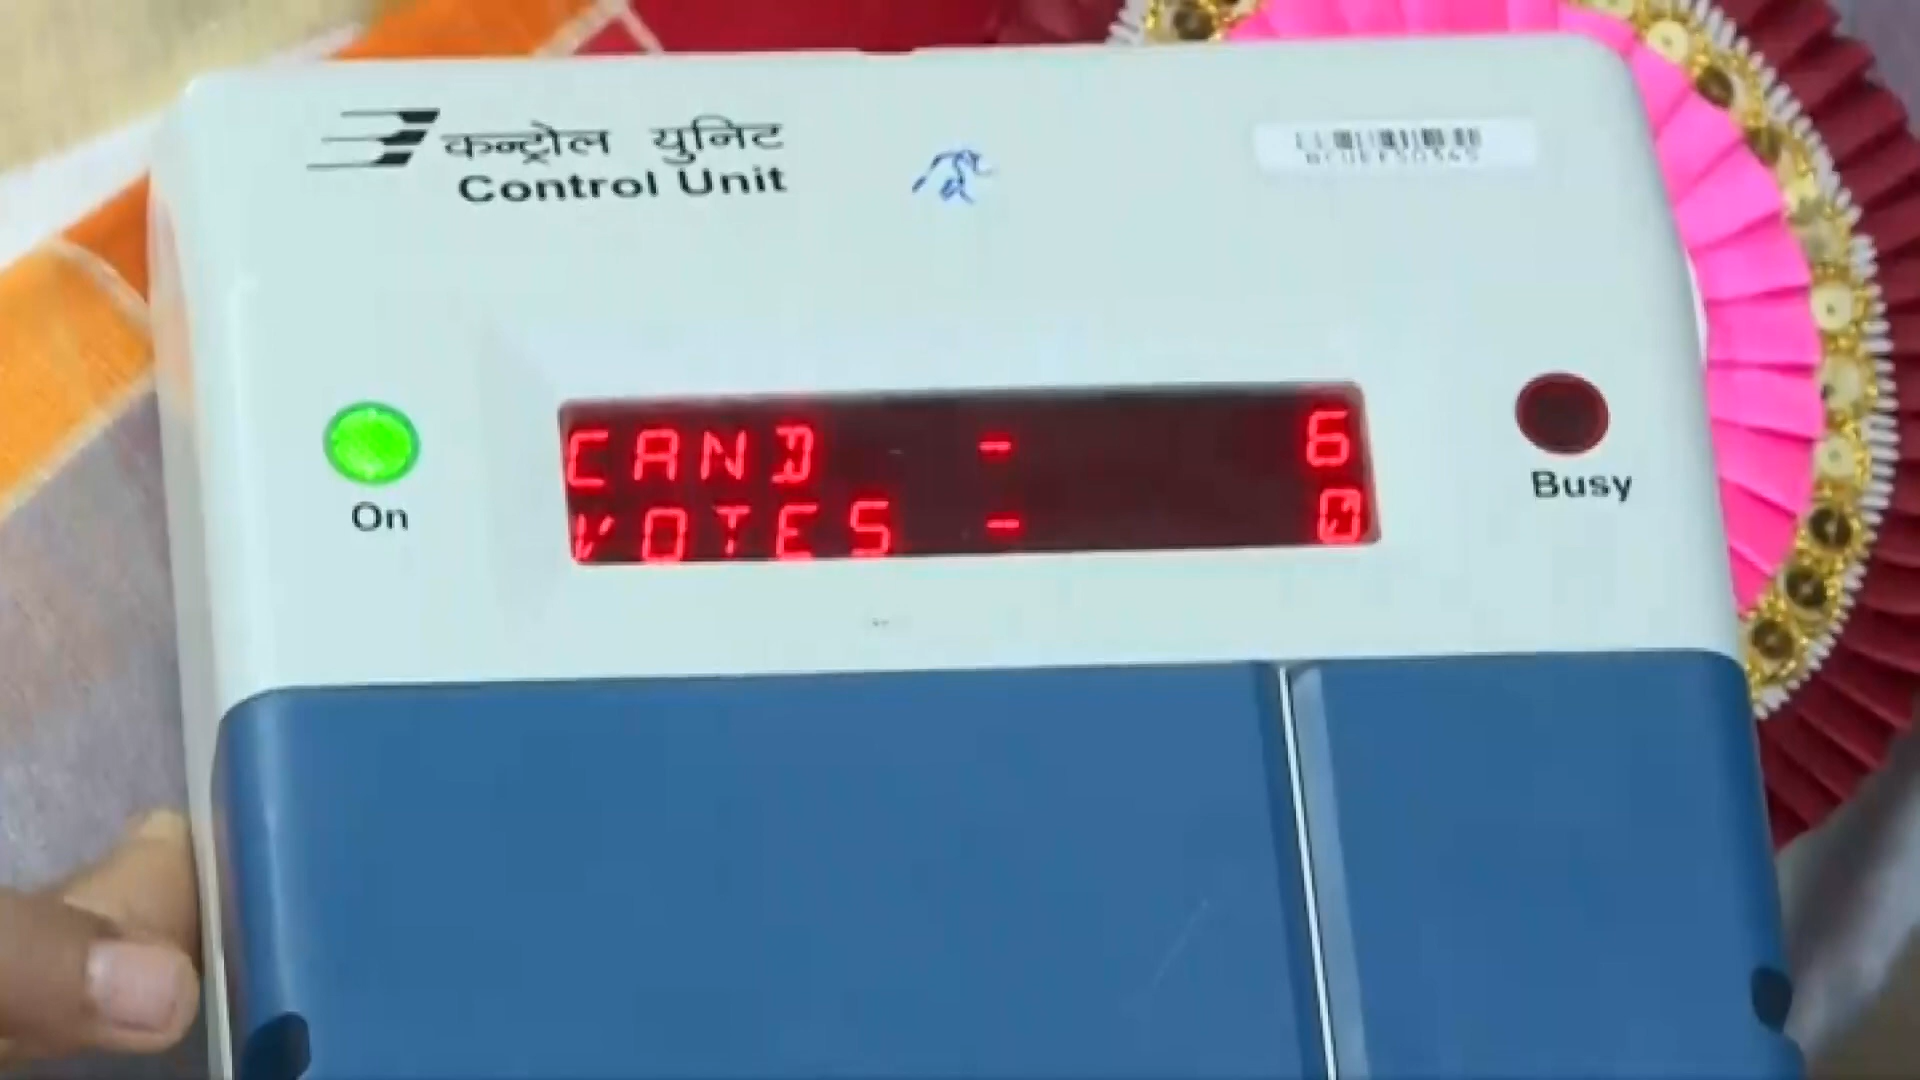 कन्ट्रोल युनिट
Control Unit
On
CAND - 6
VOTES - 0
Busy